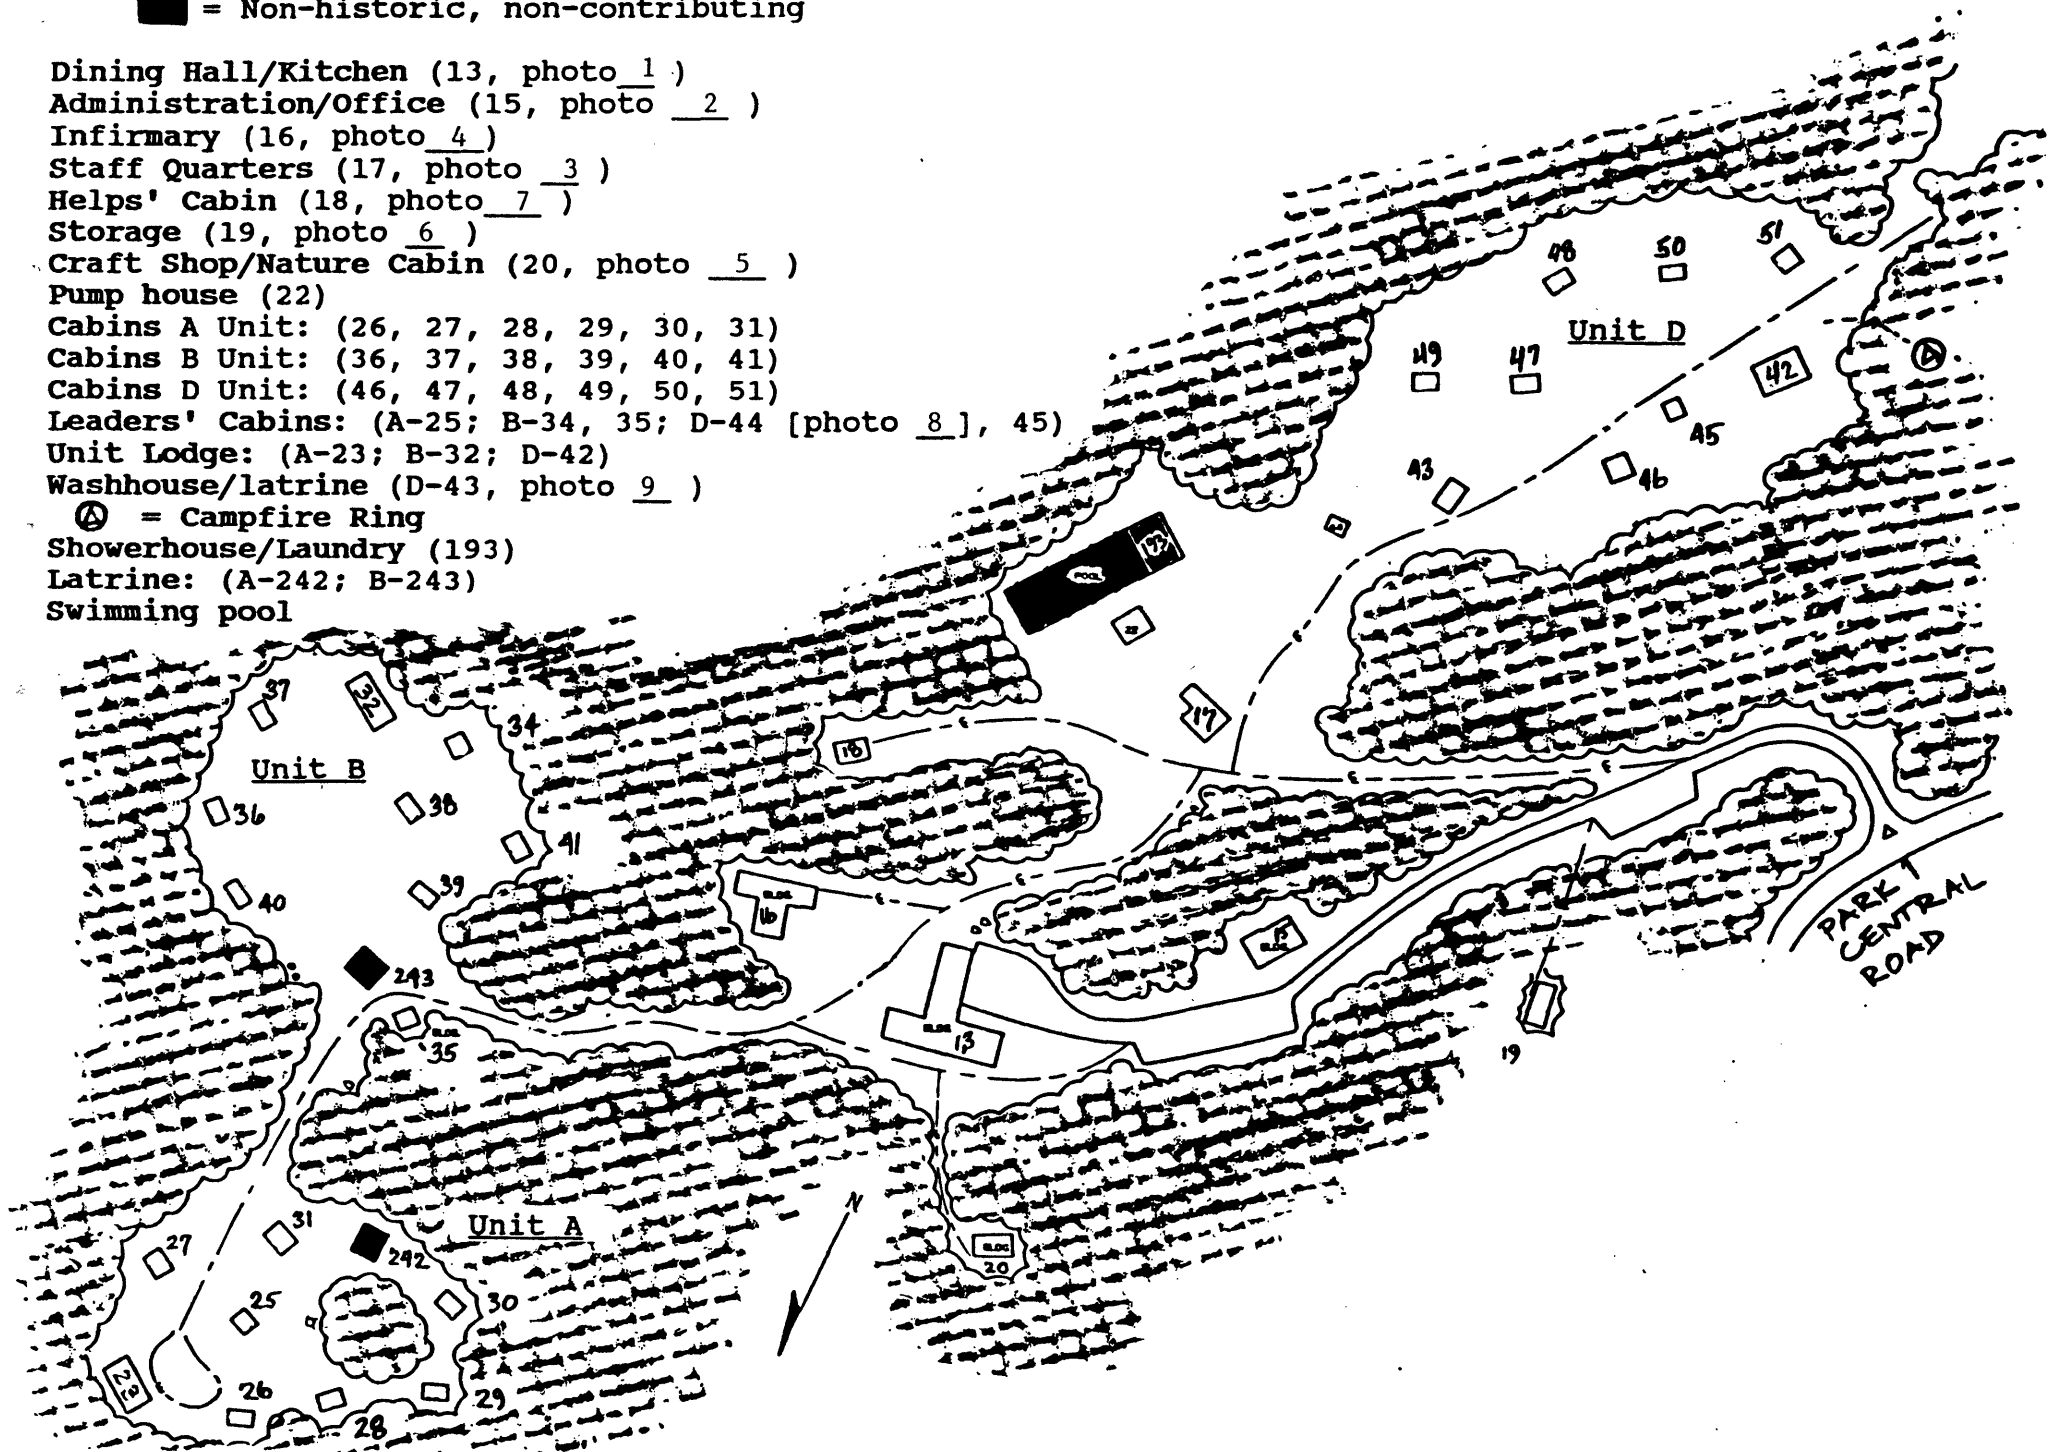 = Non-historic, non-contributing
Dining Hall/Kitchen (13, photo 1 )
Administration/Office (15, photo 2 )
Infirmary (16, photo 4 )
Staff Quarters (17, photo 3 )
Helps' Cabin (18, photo 7 )
Storage (19, photo 6 )
Craft Shop/Nature Cabin (20, photo 5 )
Pump house (22)
Cabins A Unit: (26, 27, 28, 29, 30, 31)
Cabins B Unit: (36, 37, 38, 39, 40, 41)
Cabins D Unit: (46, 47, 48, 49, 50, 51)
Leaders' Cabins: (A-25; B-34, 35; D-44 [photo 8 ], 45)
Unit Lodge: (A-23; B-32; D-42)
Washhouse/latrine (D-43, photo 9 )
= Campfire Ring
Showerhouse/Laundry (193)
Latrine: (A-242; B-243)
Swimming pool
51
48
50
Unit D
49
47
42
45
43
46
193
POOL
37
32
34
17
18
Unit B
36
38
41
39
40
BLDG
16
15
BLDG
PARK
CENTRAL
ROAD
243
BLDG
35
BLDG
13
19
N
Unit A
31
27
242
BLDG
20
25
30
23
26
29
28